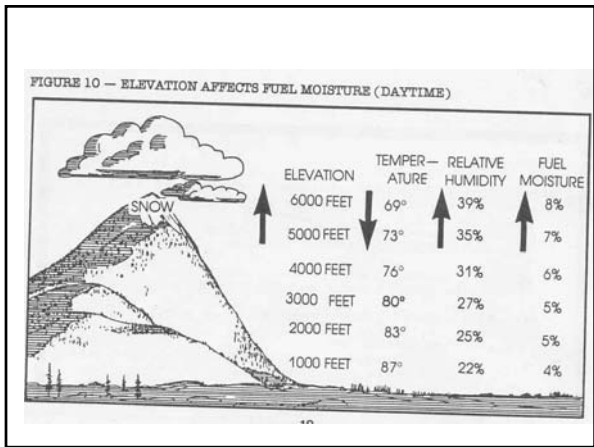 FIGURE 10 — ELEVATION AFFECTS FUEL MOISTURE (DAYTIME)
ELEVATION TEMPER— ATURE RELATIVE HUMIDITY FUEL MOISTURE
SNOW
6000 FEET 69° 39% 8%
5000 FEET 73° 35% 7%
4000 FEET 76° 31% 6%
3000 FEET 80° 27% 5%
2000 FEET 83° 25% 5%
1000 FEET 87° 22% 4%